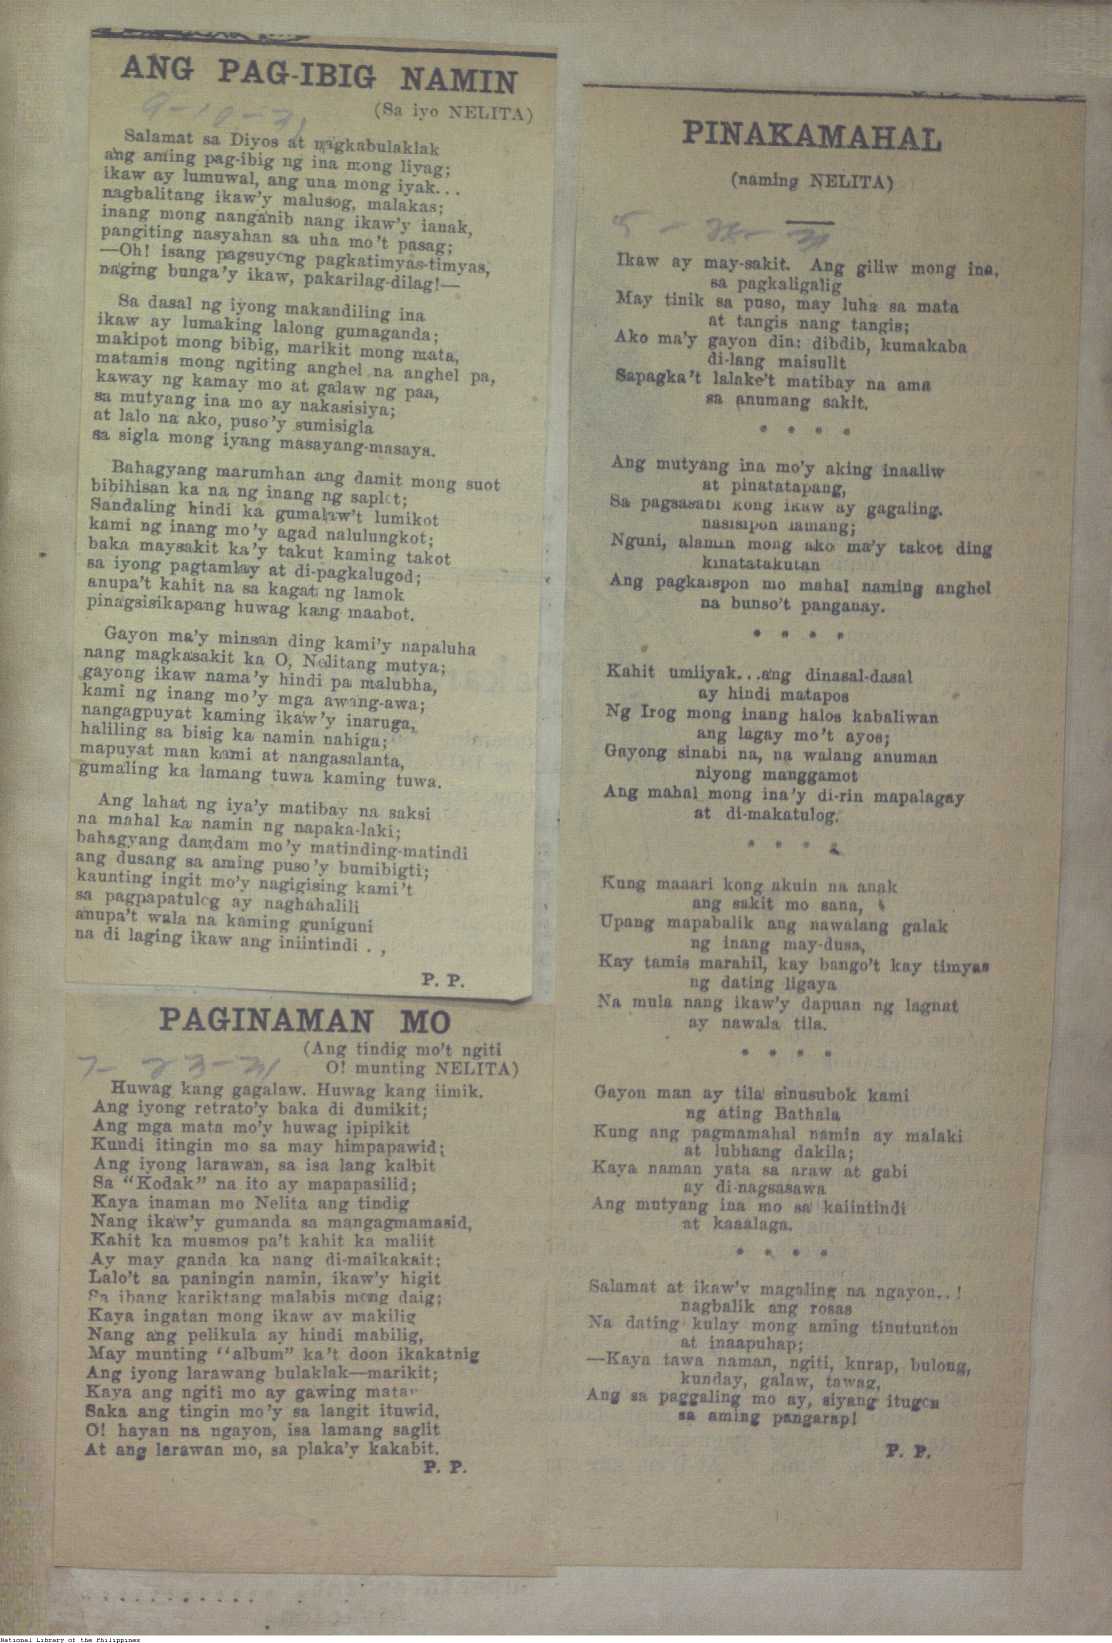 ANG PAG-IBIG NAMIN
(Sa iyo NELITA)
9-10-31
Salamat sa Diyos at nagkabulaklak
ang aming pag-ibig ng ina mong liyag;
ikaw ay lumuwal, ang una mong iyak...
nagbalitang ikaw'y malusog, malakas;
inang mong nanganib nang ikaw'y ianak,
pangiting nasyahan sa uha mo't pasag;
—Oh! isang pagsuyong pagkatimyas-timyas,
naging bunga'y ikaw, pakarilag-dilag!—
Sa dasal ng iyong makandiling ina
ikaw ay lumaking lalong gumaganda;
makipot mong bibig, marikit mong mata,
matamis mong ngiting anghel na anghel pa,
kaway ng kamay mo at galaw ng paa,
sa mutyang ina mo ay nakasisiya;
at lalo na ako, puso'y sumisigla
sa sigla mong iyang masayang-masaya.
Bahagyang marumhan ang damit mong suot
bibihisan ka na ng inang ng saplot;
Sandaling hindi ka gumalaw't lumikot
kami ng inang mo'y agad nalulungkot;
baka maysakit ka'y takut kaming takot
sa iyong pagtamlay at di-pagkalugod;
anupa't kahit na sa kagat ng lamok
pinagsisikapang huwag kang maabot.
Gayon ma'y minsan ding kami'y napaluha
nang magkasakit ka O, Nelitang mutya;
gayong ikaw nama'y hindi pa malubha,
kami ng inang mo'y mga awang-awa;
nangagpuyat kaming ikaw'y inaruga,
haliling sa bisig ka namin nahiga;
mapuyat man kami at nangasalanta,
gumaling ka lamang tuwa kaming tuwa.
Ang lahat ng iya'y matibay na saksi
na mahal ka namin ng napaka-laki;
bahagyang damdam mo'y matinding-matindi
ang dusang sa aming puso'y bumibigti;
kaunting ingit mo'y nagigising kami't
sa pagpapatulog ay naghahalili
anupa't wala na kaming guniguni
na di laging ikaw ang iniintindi . ,
P. P.
PAGINAMAN MO
(Ang tindig mo't ngiti
O! munting NELITA)
7-23-31
Huwag kang gagalaw. Huwag kang iimik.
Ang iyong retrato'y baka di dumikit;
Ang mga mata mo'y huwag ipipikit
Kundi itingin mo sa may himpapawid;
Ang iyong larawan, sa isa lang kalbit
Sa "Kodak" na ito ay mapapasilid;
Kaya inaman mo Nelita ang tindig
Nang ikaw'y gumanda sa mangagmamasid,
Kahit ka musmos pa't kahit ka maliit
Ay may ganda ka nang di-maikakait;
Lalo't sa paningin namin, ikaw'y higit
Sa ibang kariktang malabis mong daig;
Kaya ingatan mong ikaw ay makilig
Nang ang pelikula ay hindi mabilig,
May munting "album" ka't doon ikakatnig
Ang iyong larawang bulaklak—marikit;
Kaya ang ngiti mo ay gawing
Saka ang tingin mo'y sa langit ituwid,
O! hayan na ngayon, isa lamang saglit
At ang larawan mo, sa plaka'y kakabit.
P. P.
PINAKAMAHAL
(naming NELITA)
Ikaw ay may-sakit. Ang giliw mong ina,
sa pagkaligalig
May tinik sa puso, may luha sa mata
at tangis nang tangis;
Ako ma'y gayon din: dibdib, kumakaba
di-lang maisulit
Sapagka't lalake't matibay na ama
sa anumang sakit.
* * * *
Ang mutyang ina mo'y aking inaaliw
at pinatatapang,
Sa pagsasabi kong ikaw ay gagaling.
nasisipon lamang;
Nguni, alamin mong ako ma'y takot ding
kinatatakutan
Ang pagkaispon mo mahal naming anghel
na bunso't panganay.
* * * *
Kahit umiiyak...ang dinasal-dasal
ay hindi matapos
Ng Irog mong inang halos kabaliwan
ang lagay mo't ayos;
Gayong sinabi na, na walang anuman
niyong manggamot
Ang mahal mong ina'y di-rin mapalagay
at di-makatulog.
* * * *
Kung maaari kong akuin na anak
ang sakit mo sana,
Upang mapabalik ang nawalang galak
ng inang may-dusa,
Kay tamis marahil, kay bango't kay timyas
ng dating ligaya
Na mula nang ikaw'y dapuan ng lagnat
ay nawala tila.
* * * *
Gayon man ay tila sinusubok kami
ng ating Bathala
Kung ang pagmamahal namin ay malaki
at lubhang dakila;
Kaya naman yata sa araw at gabi
ay di-nagsasawa
Ang mutyang ina mo sa kaiintindi
at kaaalaga.
* * * *
Salamat at ikaw'y magaling na ngayon..!
nagbalik ang rosas
Na dating kulay mong aming tinutunton
at inaapuhap;
—Kaya tawa naman, ngiti, kurap, bulong,
kunday, galaw, tawag,
Ang sa paggaling mo ay, siyang itugon
sa aming pangarap!
P. P.
National Library of the Philippines